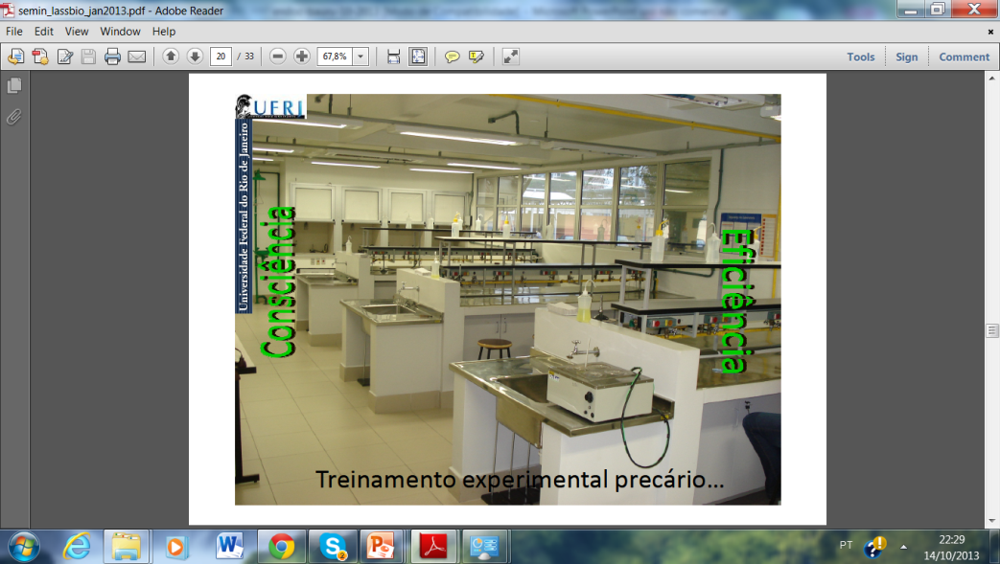 semin_lassbio_jan2013.pdf - Adobe Reader
File Edit View Window Help
20 / 33 67,8% Tools Sign Comment
UFRJ
Universidade Federal do Rio de Janeiro
Consciência
Eficiência
Treinamento experimental precário...
2
PT
22:29
14/10/2013